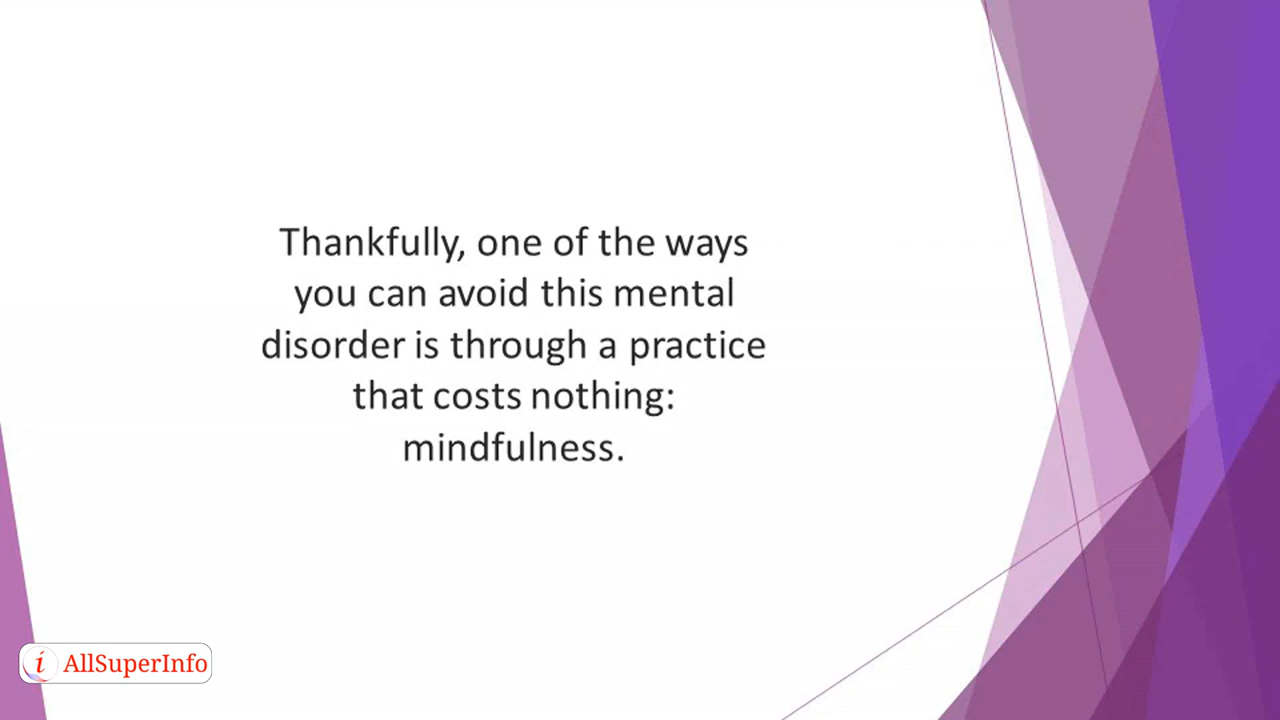 Thankfully, one of the ways
you can avoid this mental
disorder is through a practice
that costs nothing:
mindfulness.
i AllSuperInfo